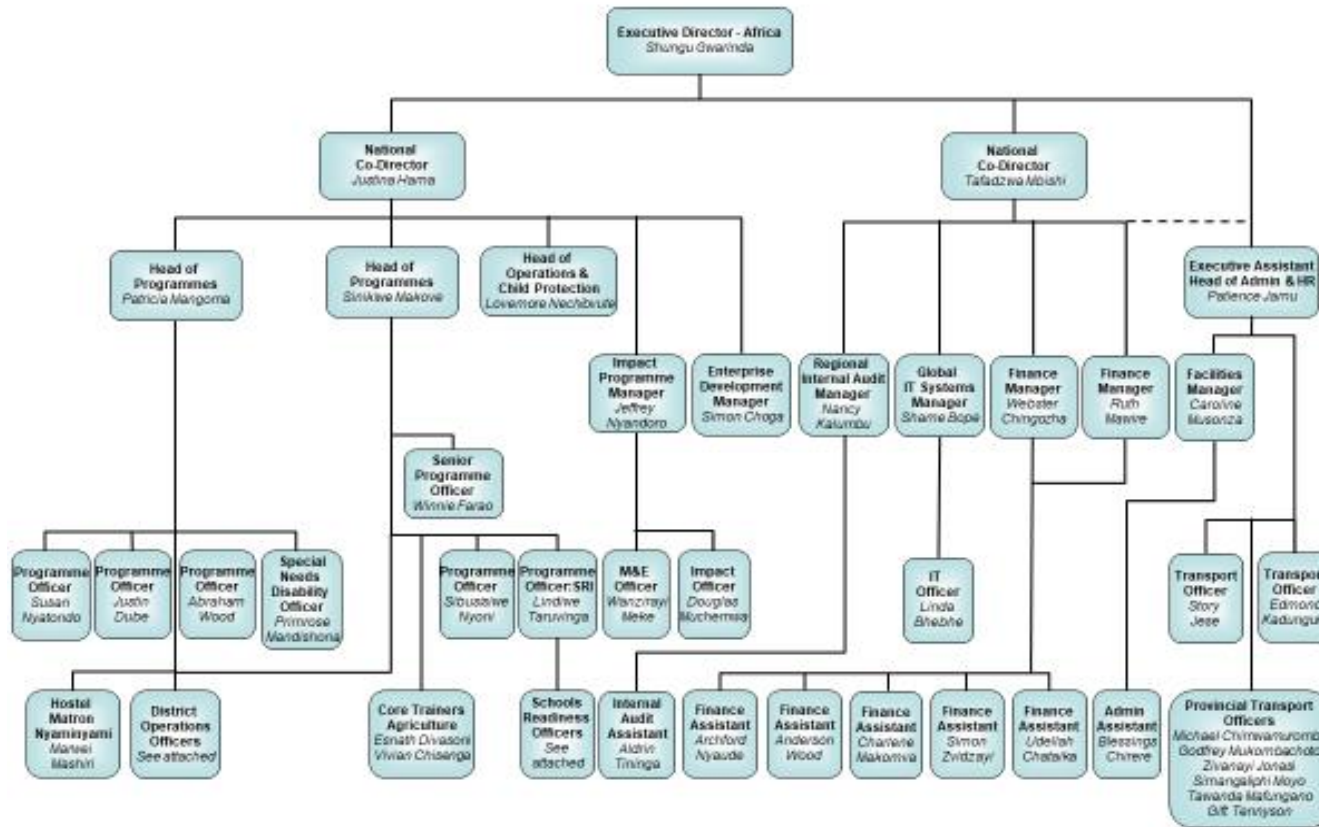 Executive Director - Africa
Shungu Gwarinda
National
Co-Director
Justina Hama
National
Co-Director
Tafadzwa Mbishi
Head of
Programmes
Patricia Mangoma
Head of
Programmes
Sinikiwe Makove
Head of
Operations &
Child Protection
Lovemore Nechibvute
Executive Assistant
Head of Admin & HR
Patience Jamu
Impact
Programme
Manager
Jeffrey
Nyandoro
Enterprise
Development
Manager
Simon Choga
Regional
Internal Audit
Manager
Nancy
Kalumbu
Global
IT Systems
Manager
Shame Bope
Finance
Manager
Webster
Chingozha
Finance
Manager
Ruth
Mawire
Facilities
Manager
Caroline
Musonza
Senior
Programme
Officer
Winnie Farao
Programme
Officer
Susan
Nyatondo
Programme
Officer
Justin
Dube
Programme
Officer
Abraham
Wood
Special
Needs
Disability
Officer
Primrose
Mandishona
Programme
Officer
Sibusisiwe
Nyoni
Programme
Officer:SRI
Lindiwe
Taruvinga
M&E
Officer
Wanzirayi
Neke
Impact
Officer
Douglas
Muchemwa
IT
Officer
Linda
Bhebhe
Transport
Officer
Story
Jese
Transport
Officer
Edmond
Hostel
Matron
Nyaminyami
Marwei
Mashiri
District
Operations
Officers
See attached
Core Trainers
Agriculture
Esnath Divasoni
Vivian Chisenga
Schools
Readiness
Officers
See
attached
Internal
Audit
Assistant
Aldrin
Tininga
Finance
Assistant
Archford
Nyaude
Finance
Assistant
Anderson
Wood
Finance
Assistant
Charlene
Makomva
Finance
Assistant
Simon
Zvidzayi
Finance
Assistant
Udellah
Chataika
Admin
Assistant
Blessings
Chirere
Provincial Transport
Officers
Michael
Godfrey
Zivanayi Jonasi
Simangaliphi Moyo
Tawanda Mafungano
Gift Tennyson